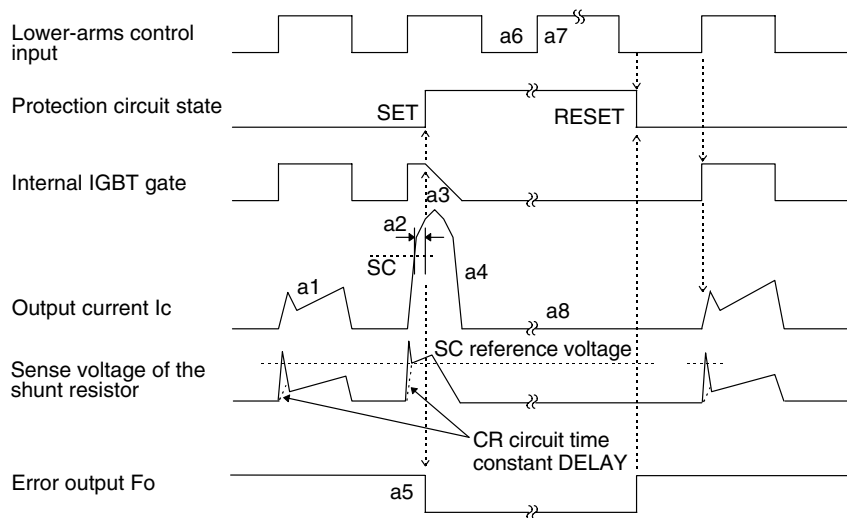 Lower-arms control
input
a6
a7
Protection circuit state
SET
RESET
Internal IGBT gate
a3
a2
SC
a4
a1
Output current Ic
a8
SC reference voltage
Sense voltage of the
shunt resistor
CR circuit time
constant DELAY
Error output Fo
a5